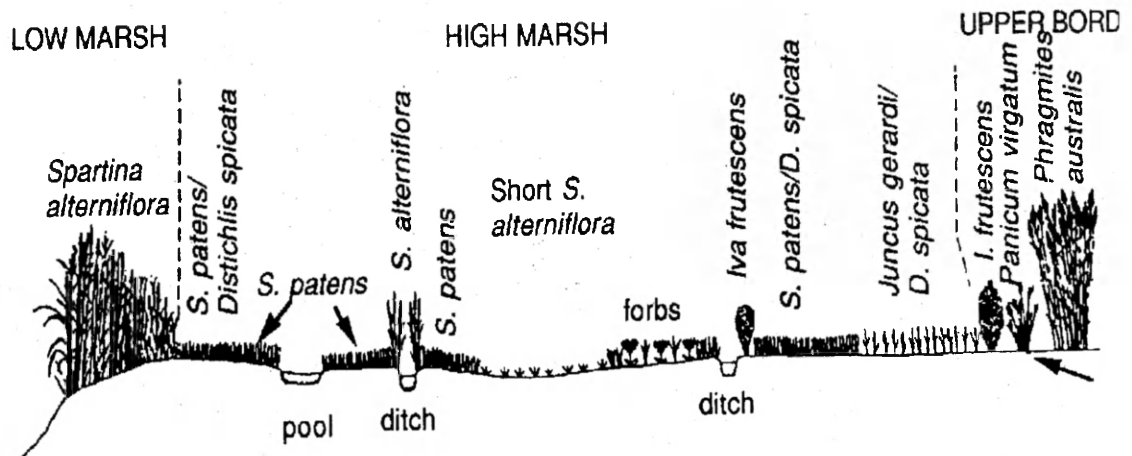 LOW MARSH
HIGH MARSH
UPPER BORD
Spartina
alterniflora
S. patens/
Distichlis spicata
S. patens
S. alterniflora
S. patens
Short S.
alterniflora
forbs
Iva frutescens
S. patens/D. spicata
Juncus gerardi/
D. spicata
I. frutescens
Panicum virgatum
Phragmites
australis
pool
ditch
ditch